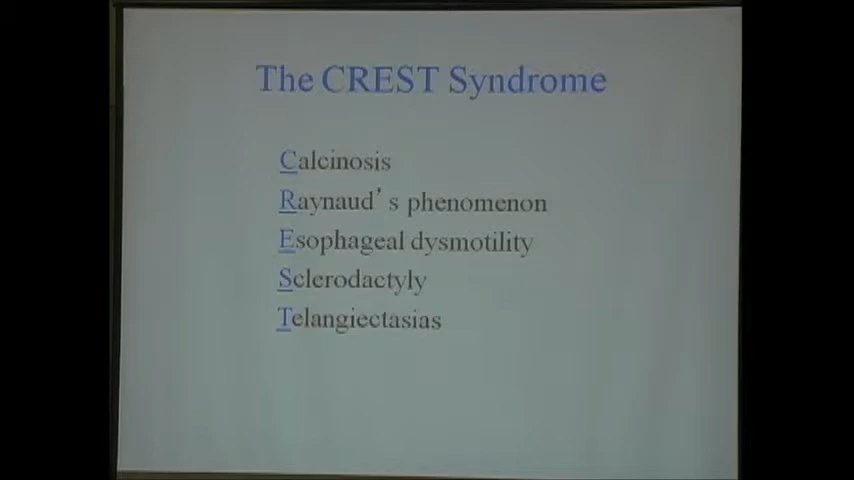 The CREST Syndrome
Calcinosis
Raynaud's phenomenon
Esophageal dysmotility
Sclerodactyly
Telangiectasias